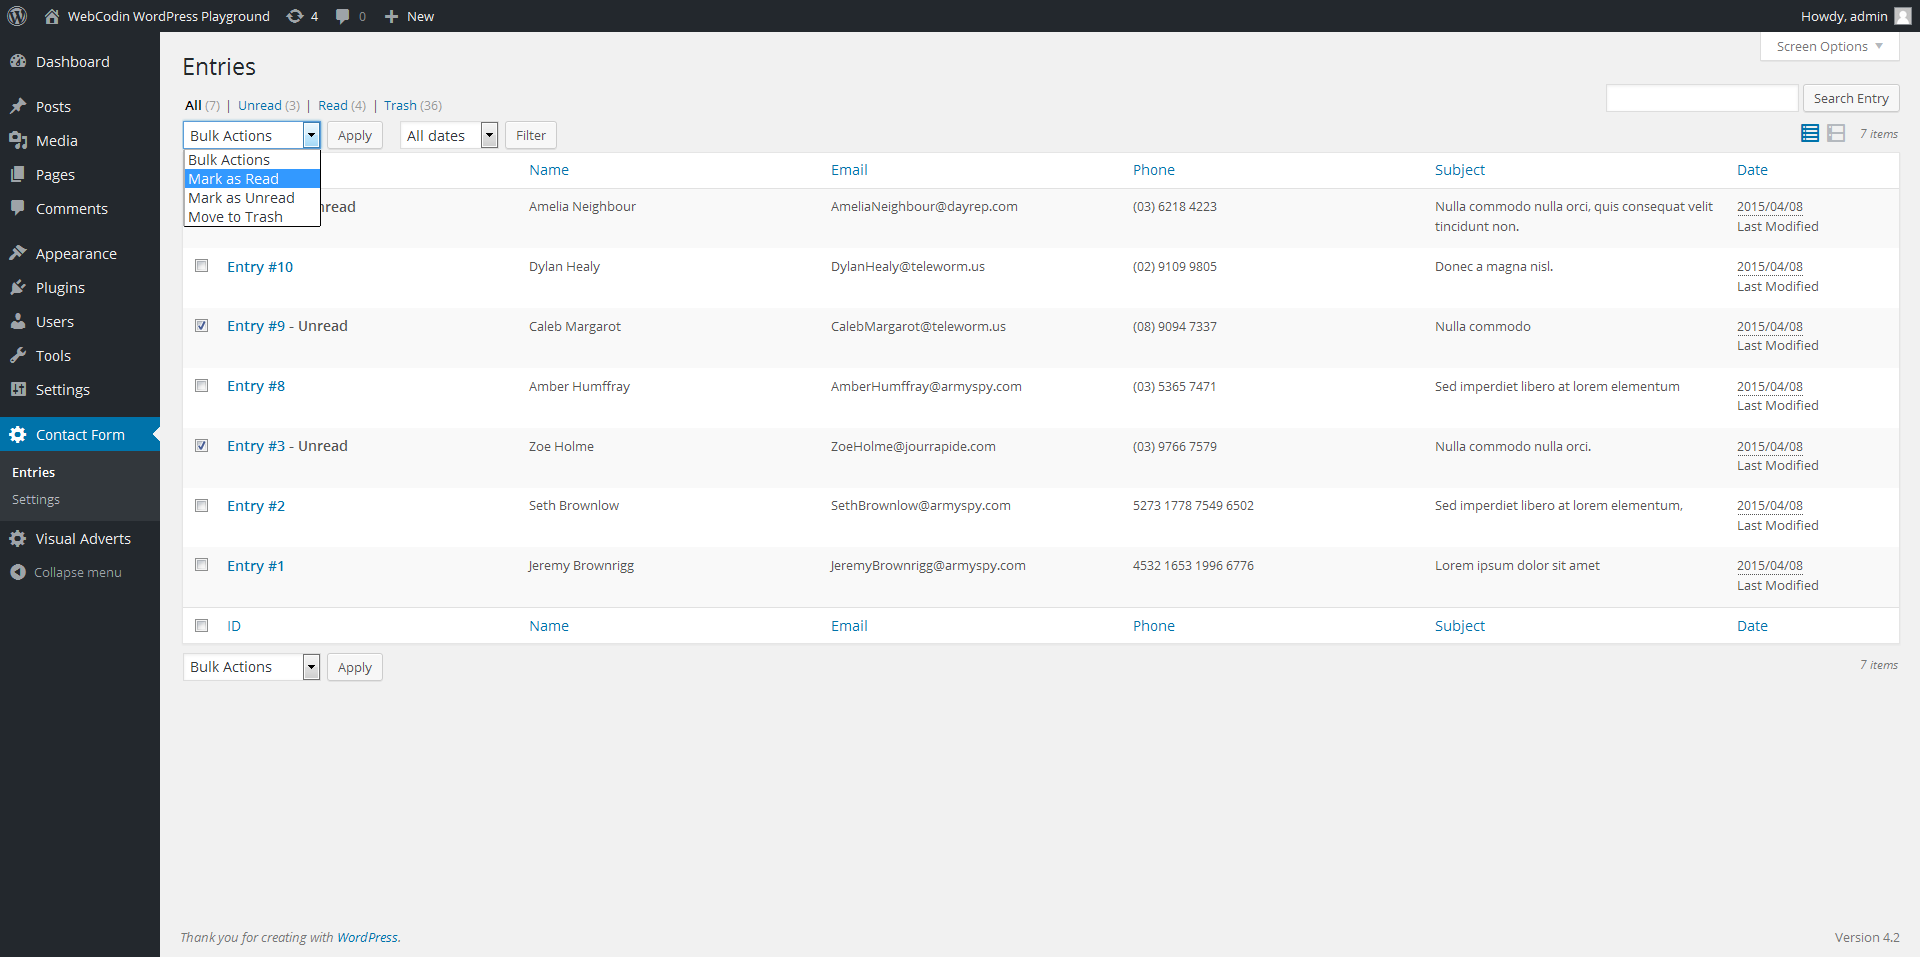 WebCodin WordPress Playground 4 0 New Howdy, admin
Screen Options
Dashboard
Posts
Media
Pages
Comments
Appearance
Plugins
Users
Tools
Settings
Contact Form
Entries
Settings
Visual Adverts
Collapse menu
Entries
All (7) | Unread (3) | Read (4) | Trash (36)
Search Entry
Bulk Actions Apply All dates Filter 7 items
Bulk Actions
Mark as Read
Mark as Unread
Move to Trash
Name Email Phone Subject Date
nread Amelia Neighbour AmeliaNeighbour@dayrep.com (03) 6218 4223 Nulla commodo nulla orci, quis consequat velit 2015/04/08
tincidunt non. Last Modified
Entry #10 Dylan Healy DylanHealy@teleworm.us (02) 9109 9805 Donec a magna nisl. 2015/04/08
Last Modified
Entry #9 - Unread Caleb Margarot CalebMargarot@teleworm.us (08) 9094 7337 Nulla commodo 2015/04/08
Last Modified
Entry #8 Amber Humffray AmberHumffray@armyspy.com (03) 5365 7471 Sed imperdiet libero at lorem elementum 2015/04/08
Last Modified
Entry #3 - Unread Zoe Holme ZoeHolme@jourrapide.com (03) 9766 7579 Nulla commodo nulla orci. 2015/04/08
Last Modified
Entry #2 Seth Brownlow SethBrownlow@armyspy.com 5273 1778 7549 6502 Sed imperdiet libero at lorem elementum, 2015/04/08
Last Modified
Entry #1 Jeremy Brownrigg JeremyBrownrigg@armyspy.com 4532 1653 1996 6776 Lorem ipsum dolor sit amet 2015/04/08
Last Modified
ID Name Email Phone Subject Date
Bulk Actions Apply 7 items
Thank you for creating with WordPress. Version 4.2